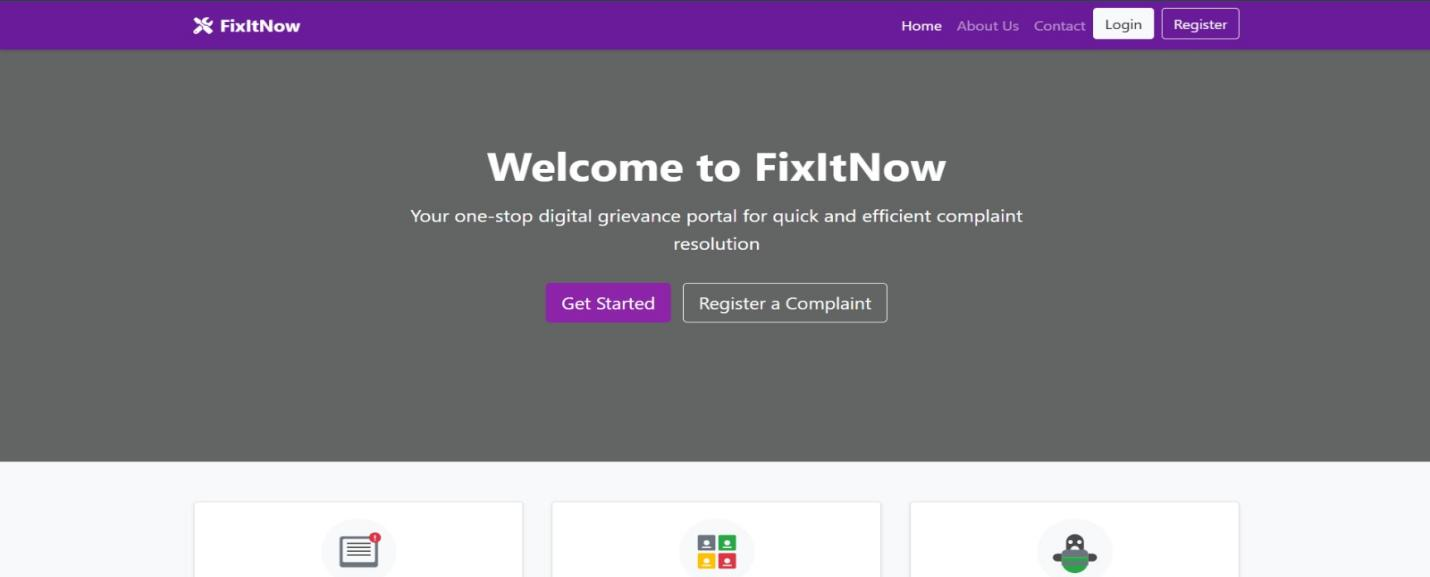 FixItNow
Home About Us Contact Login Register
Welcome to FixItNow
Your one-stop digital grievance portal for quick and efficient complaint
resolution
Get Started Register a Complaint
!